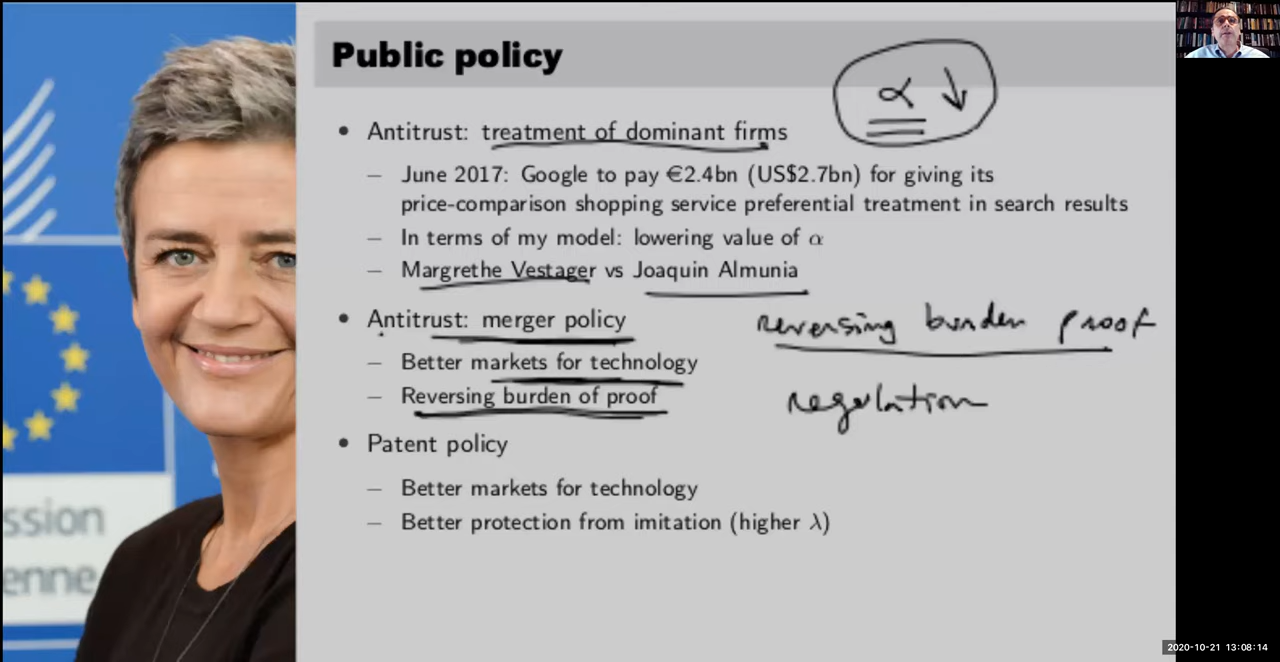 Public policy
α ↓
• Antitrust: treatment of dominant firms
– June 2017: Google to pay €2.4bn (US$2.7bn) for giving its
price-comparison shopping service preferential treatment in search results
– In terms of my model: lowering value of α
– Margrethe Vestager vs Joaquin Almunia
• Antitrust: merger policy
reversing burden proof
– Better markets for technology
– Reversing burden of proof
regulation
• Patent policy
– Better markets for technology
– Better protection from imitation (higher λ)
ssion
enne
2020-10-21 13:08:14